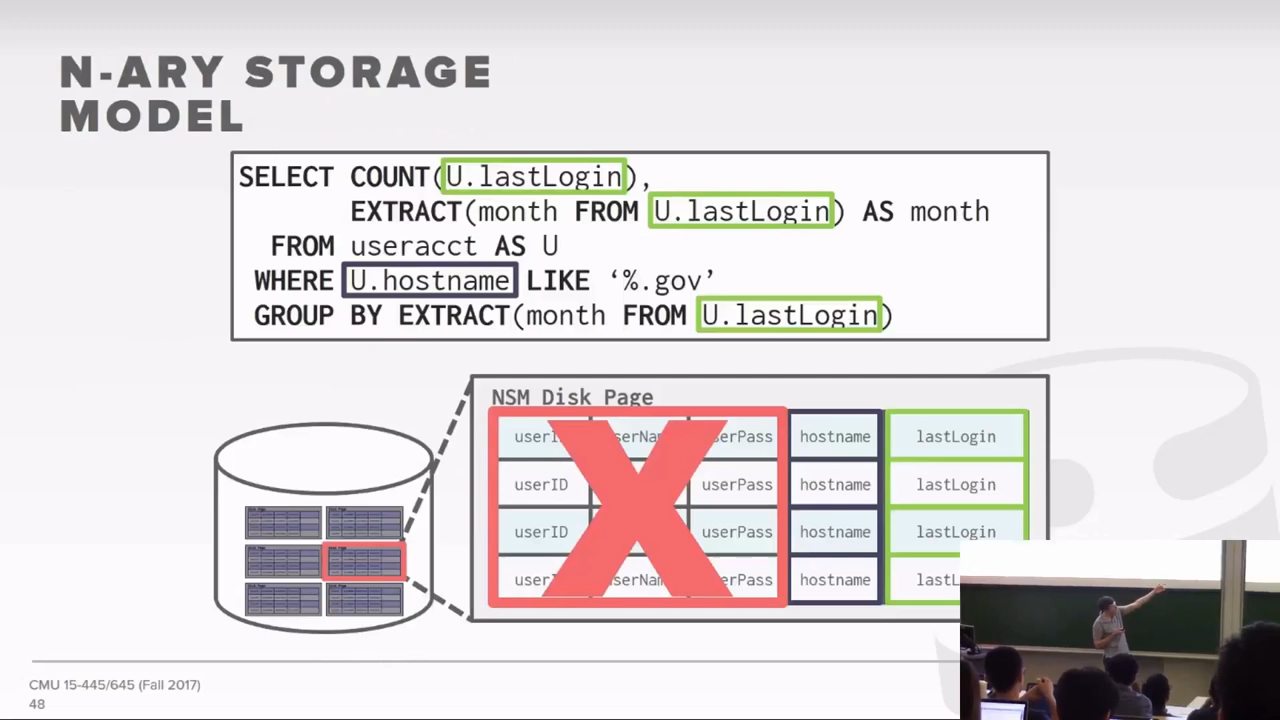 N-ARY STORAGE
MODEL
SELECT COUNT(U.lastLogin),
EXTRACT(month FROM U.lastLogin) AS month
FROM useracct AS U
WHERE U.hostname LIKE ‘%.gov’
GROUP BY EXTRACT(month FROM U.lastLogin)
NSM Disk Page
userPass hostname lastLogin
userID userPass hostname lastLogin
userID userPass hostname lastLogin
userPass hostname
CMU 15-445/645 (Fall 2017)
48